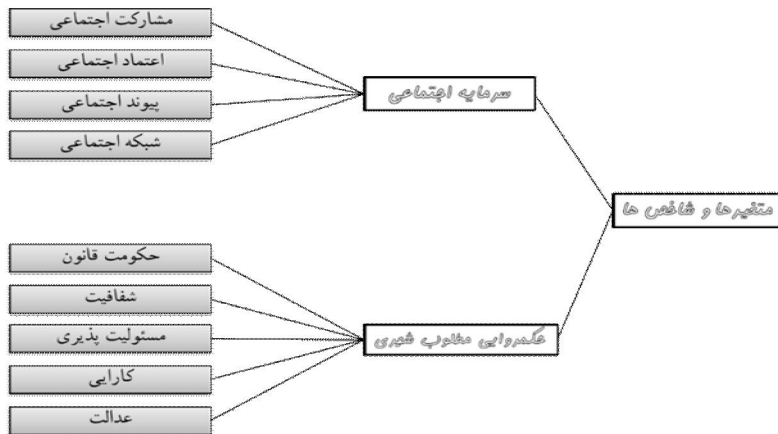 متغیرها و شاخص ها
سرمایه اجتماعی
مشارکت اجتماعی
اعتماد اجتماعی
پیوند اجتماعی
شبکه اجتماعی
حکمروایی مطلوب شهری
حکومت قانون
شفافیت
مسئولیت پذیری
کارایی
عدالت